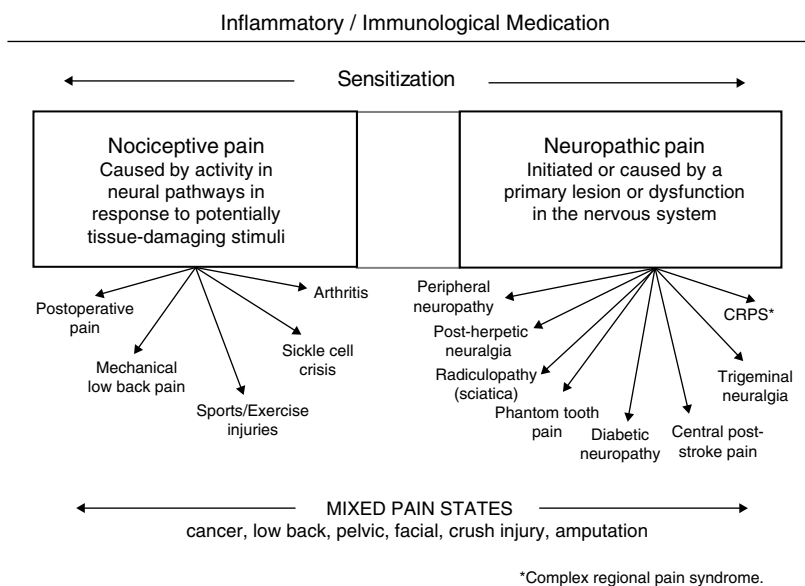 Inflammatory / Immunological Medication
Sensitization
Nociceptive pain
Caused by activity in
neural pathways in
response to potentially
tissue-damaging stimuli
Neuropathic pain
Initiated or caused by a
primary lesion or dysfunction
in the nervous system
Postoperative
pain
Mechanical
low back pain
Sports/Exercise
injuries
Sickle cell
crisis
Arthritis
Peripheral
neuropathy
Post-herpetic
neuralgia
Radiculopathy
(sciatica)
Phantom tooth
pain
Diabetic
neuropathy
Central post-
stroke pain
Trigeminal
neuralgia
CRPS*
MIXED PAIN STATES
cancer, low back, pelvic, facial, crush injury, amputation
*Complex regional pain syndrome.